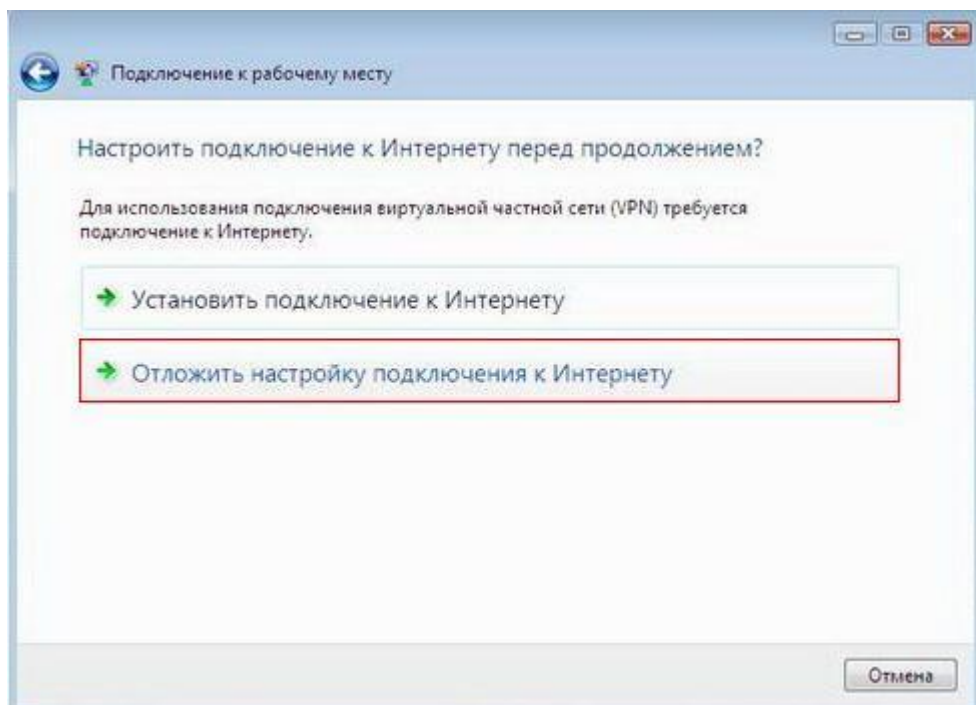 Подключение к рабочему месту
Настроить подключение к Интернету перед продолжением?
Для использования подключения виртуальной частной сети (VPN) требуется
подключение к Интернету.
Установить подключение к Интернету
Отложить настройку подключения к Интернету
Отмена